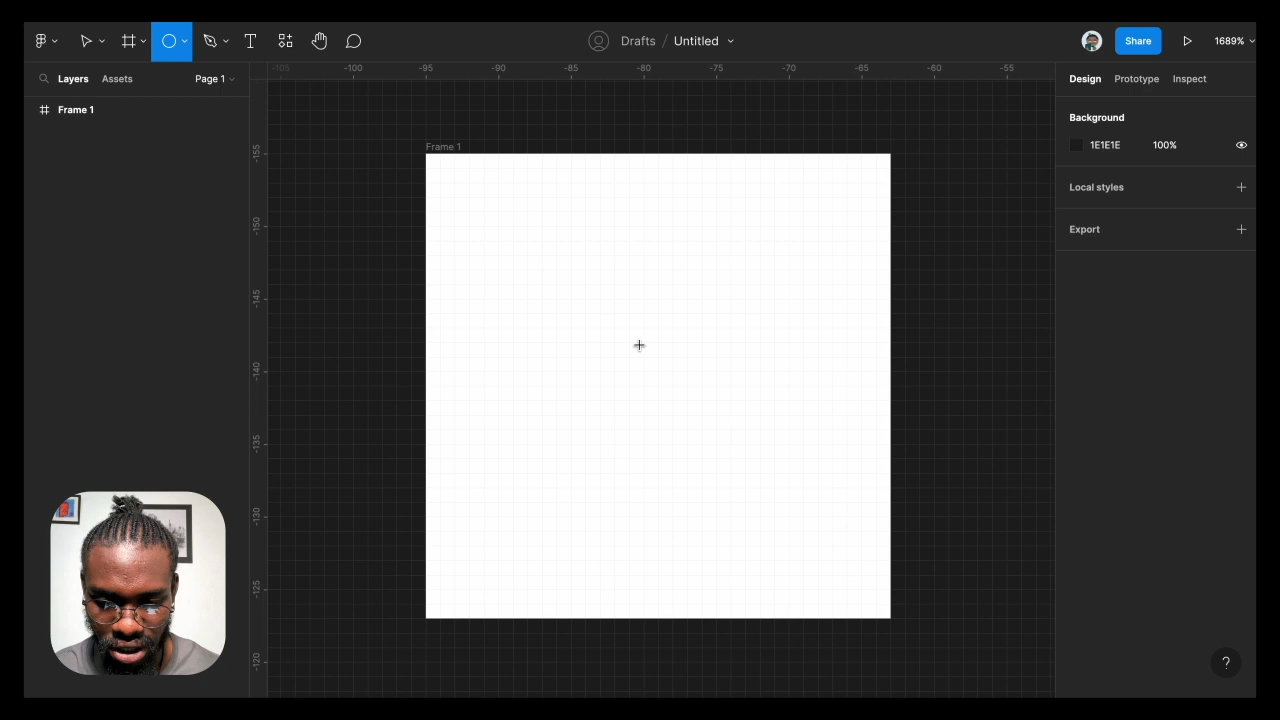 Drafts / Untitled
Share
1689%
Layers Assets Page 1
-105 -100 -95 -90 -85 -80 -75 -70 -65 -60 -55
Design Prototype Inspect
Frame 1
Background
1E1E1E 100%
Frame 1
-155
-150
-145
-140
-135
-130
-125
-120
Local styles
Export
?